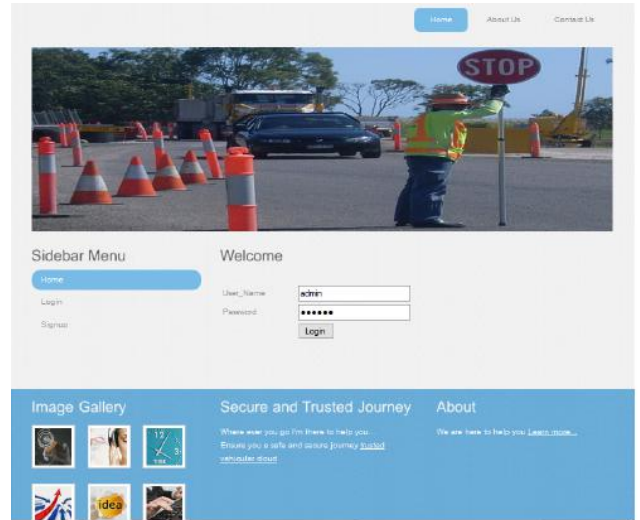 Home About Us Contact Us
STOP
Sidebar Menu
Home
Login
Signup
Welcome
User_Name admin
Password ●●●●●●
Login
Image Gallery
12
3
idea
Secure and Trusted Journey
Where ever you go I'm there to help you...
Ensure you a safe and secure journey trusted
vehicular cloud
About
We are here to help you Learn more...